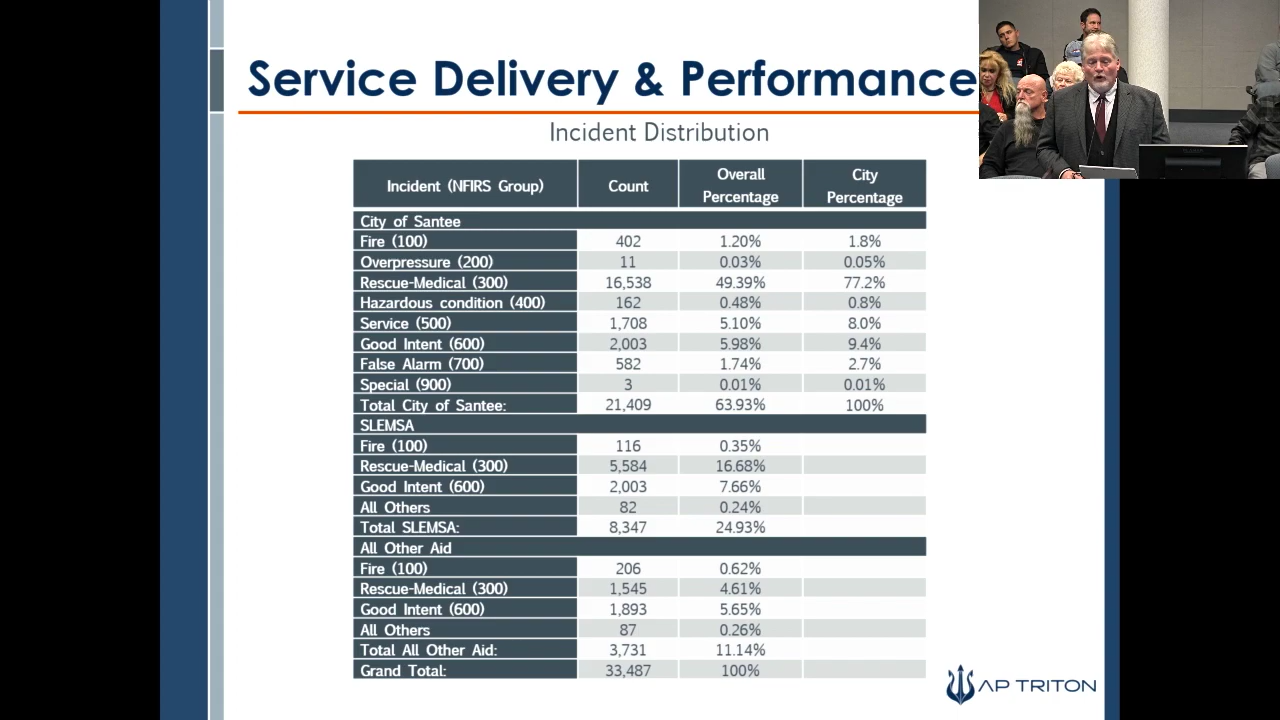 Service Delivery & Performance
Incident Distribution
Incident (NFIRS Group) Count Overall Percentage City Percentage
City of Santee
Fire (100) 402 1.20% 1.8%
Overpressure (200) 11 0.03% 0.05%
Rescue-Medical (300) 16,538 49.39% 77.2%
Hazardous condition (400) 162 0.48% 0.8%
Service (500) 1,708 5.10% 8.0%
Good Intent (600) 2,003 5.98% 9.4%
False Alarm (700) 582 1.74% 2.7%
Special (900) 3 0.01% 0.01%
Total City of Santee: 21,409 63.93% 100%
SLEMSA
Fire (100) 116 0.35%
Rescue-Medical (300) 5,584 16.68%
Good Intent (600) 2,003 7.66%
All Others 82 0.24%
Total SLEMSA: 8,347 24.93%
All Other Aid
Fire (100) 206 0.62%
Rescue-Medical (300) 1,545 4.61%
Good Intent (600) 1,893 5.65%
All Others 87 0.26%
Total All Other Aid: 3,731 11.14%
Grand Total: 33,487 100%
AP TRITON